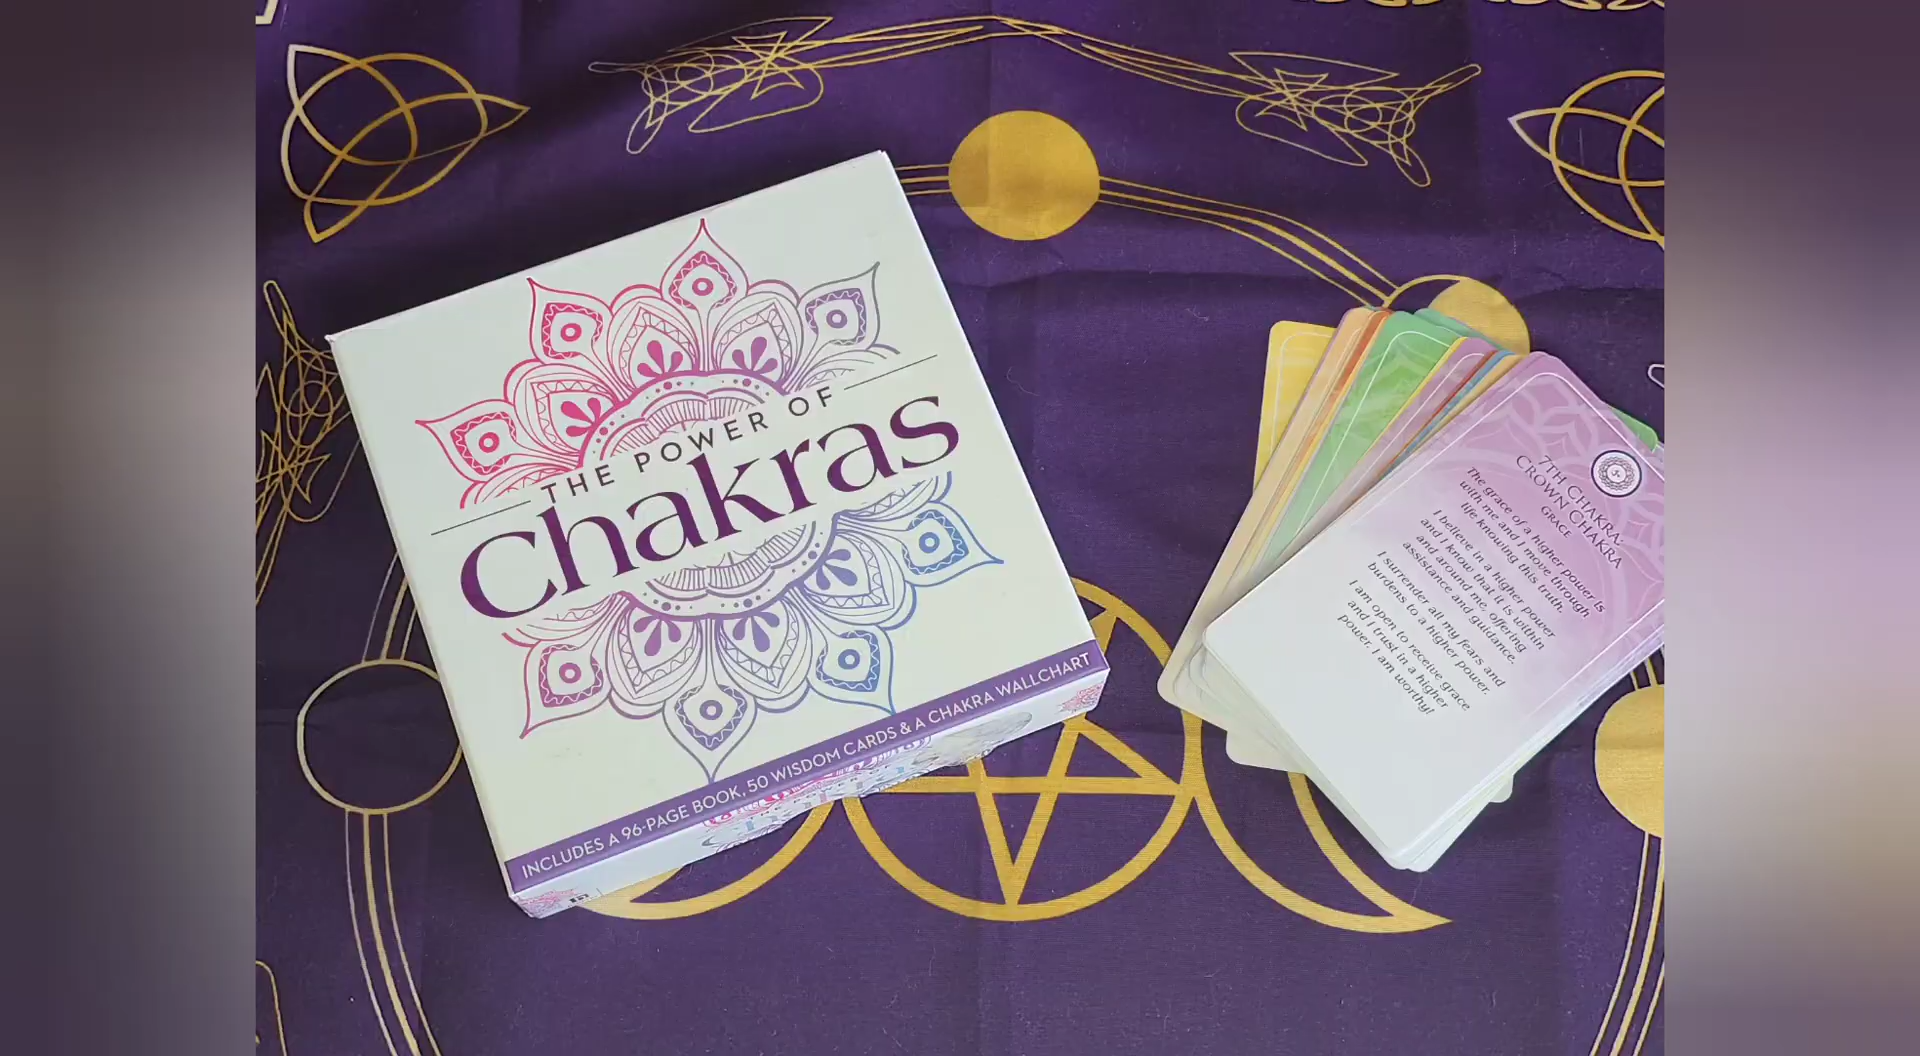 THE POWER OF
Chakras
INCLUDES A 96-PAGE BOOK, 50 WISDOM CARDS & A CHAKRA WALLCHART
7TH CHAKRA:
CROWN CHAKRA
GRACE
The grace of a higher power is
with me and I move through
life knowing this truth.
I believe in a higher power
and I know that it is within
and around me, offering
assistance and guidance.
I surrender all my fears and
burdens to a higher power.
I am open to receive grace
and I trust in a higher
power. I am worthy!